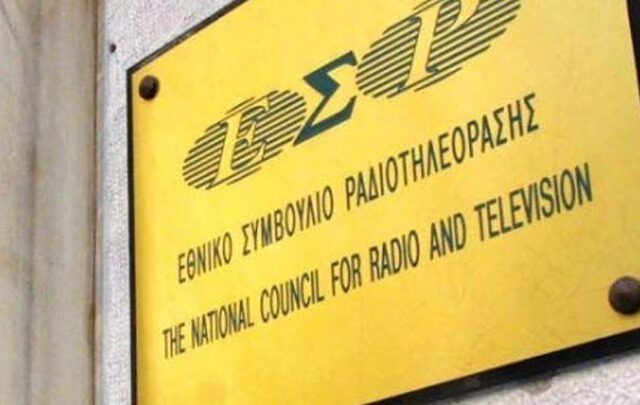 ΕΣΡ
ΕΘΝΙΚΟ ΣΥΜΒΟΥΛΙΟ ΡΑΔΙΟΤΗΛΕΟΡΑΣΗΣ
THE NATIONAL COUNCIL FOR RADIO AND TELEVISION